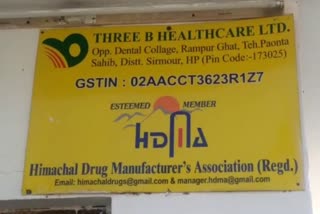 THREE B HEALTHCARE LTD.
Opp. Dental Collage, Rampur Ghat, Teh.Paonta
Sahib, Distt. Sirmour, HP (Pin Code:-173025)
GSTIN : 02AACCT3623R1Z7
ESTEEMED MEMBER
HDMA
Himachal Drug Manufacturer's Association (Regd.)
Email: himachaldrugs@gmail.com & manager.hdma@gmail.com